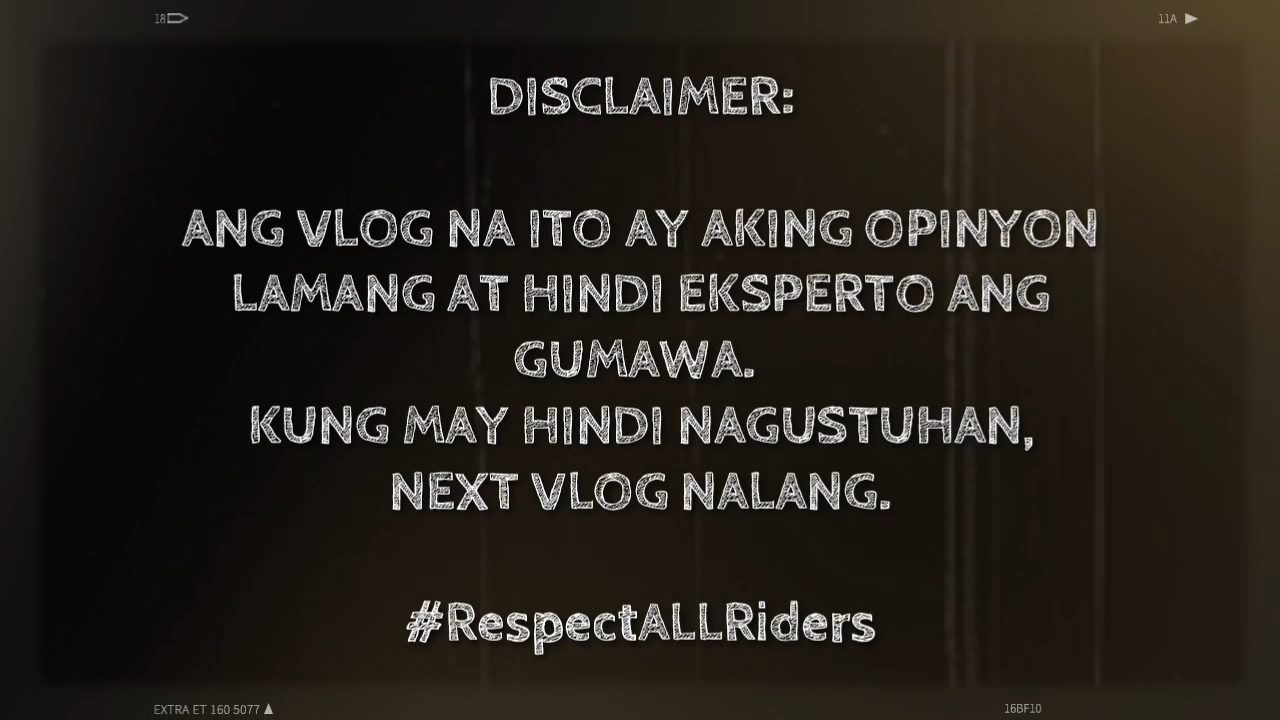 18
11A
DISCLAIMER:
ANG VLOG NA ITO AY AKING OPINYON
LAMANG AT HINDI EKSPERTO ANG
GUMAWA.
KUNG MAY HINDI NAGUSTUHAN,
NEXT VLOG NALANG.
#RespectALLRiders
EXTRA ET 160 5077
16BF10